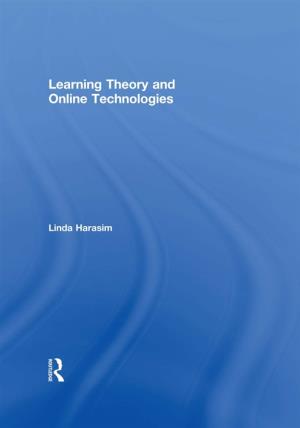 Learning Theory and
Online Technologies
Linda Harasim
ROUTLEDGE